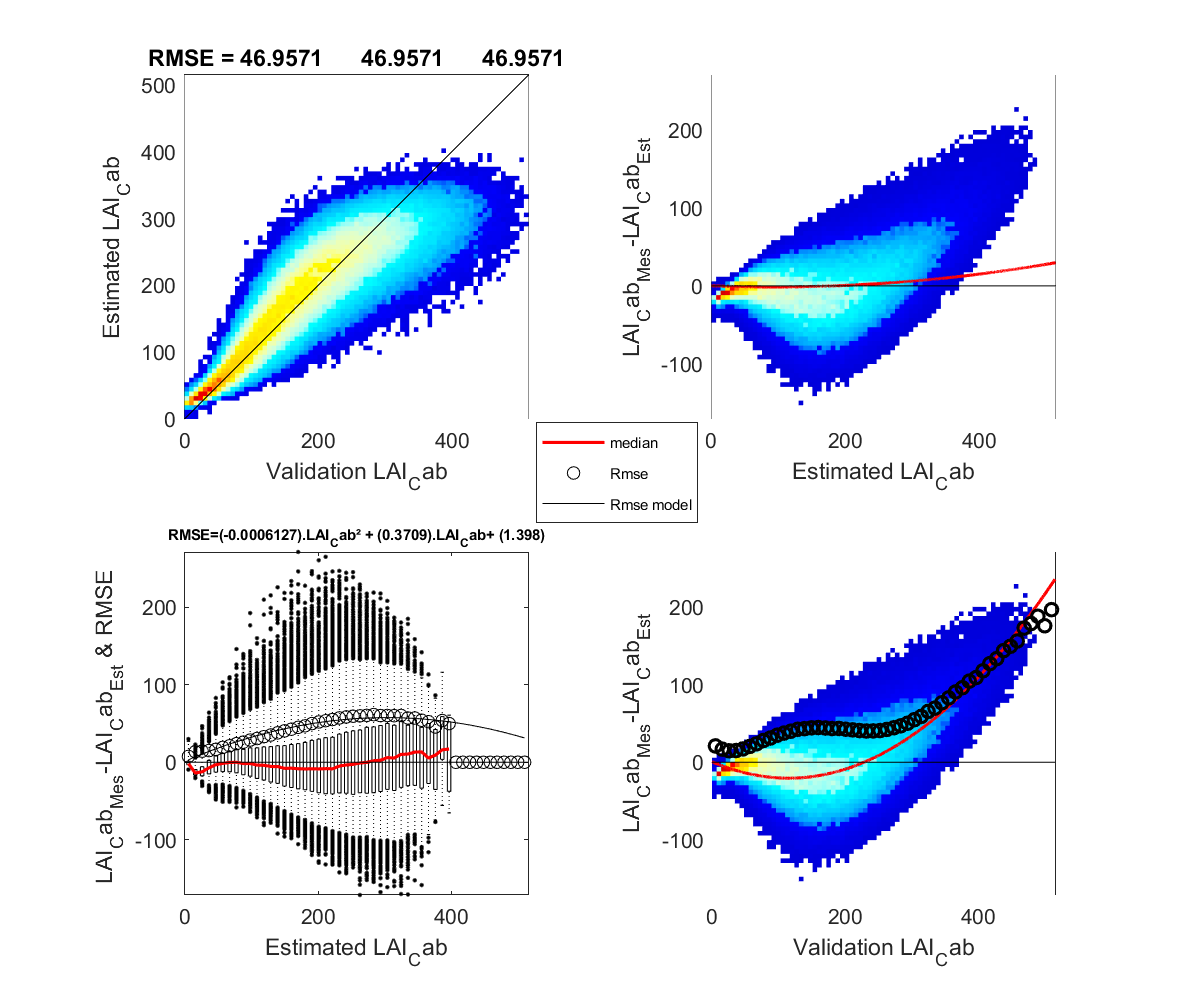 RMSE = 46.9571 46.9571 46.9571
500
400
300
200
100
0
0 200 400
Estimated LAI_Cab
Validation LAI_Cab
200
100
0
-100
0 200 400
LAI_Cab_Mes-LAI_Cab_Est
Estimated LAI_Cab
median
Rmse
Rmse model
RMSE=(-0.0006127).LAI_Cab² + (0.3709).LAI_Cab+ (1.398)
200
100
0
-100
0 200 400
LAI_Cab_Mes-LAI_Cab_Est & RMSE
Estimated LAI_Cab
200
100
0
-100
0 200 400
LAI_Cab_Mes-LAI_Cab_Est
Validation LAI_Cab